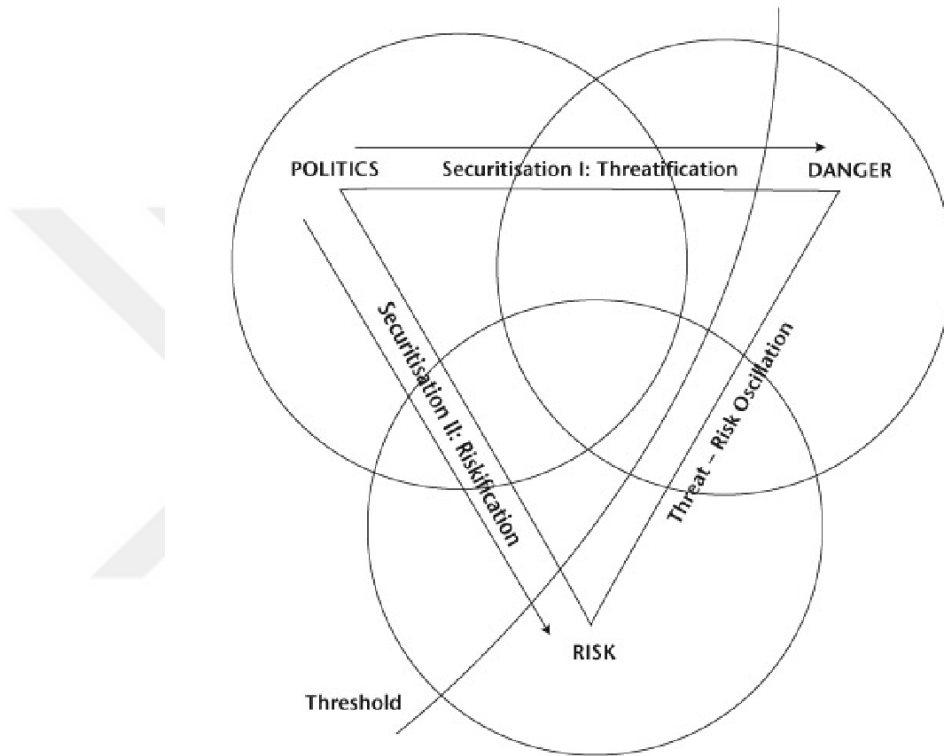 POLITICS
Securitisation I: Threatification
DANGER
Securitisation II: Riskification
Threat – Risk Oscillation
RISK
Threshold